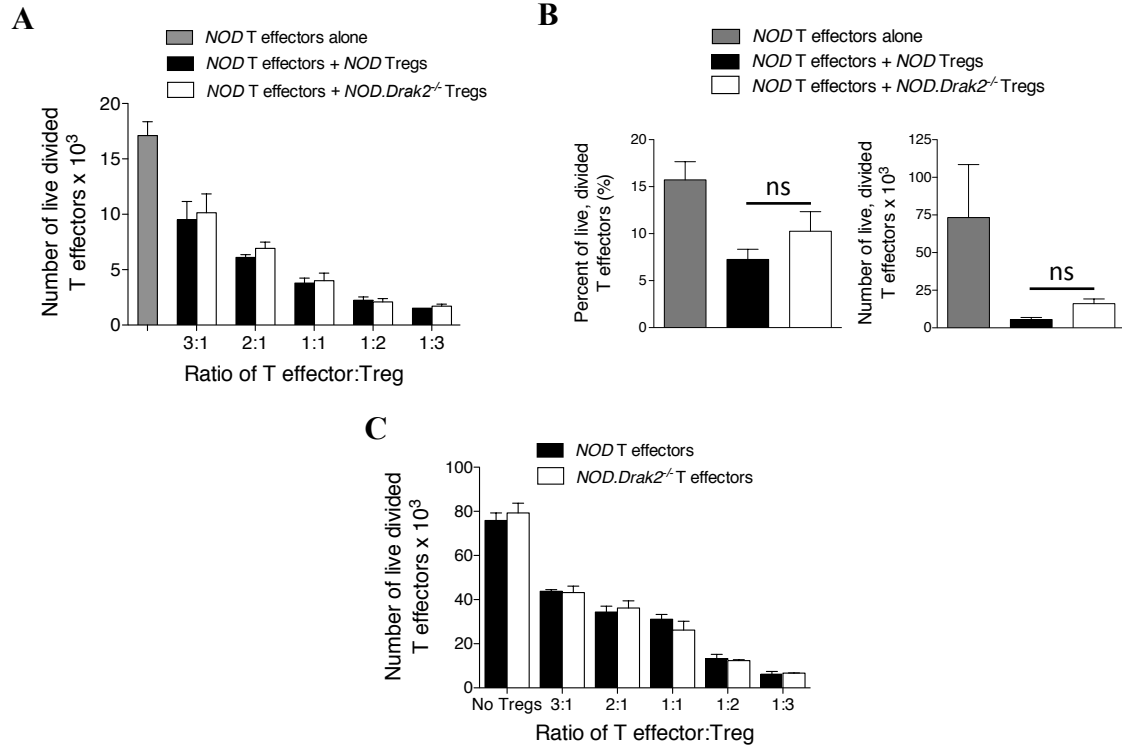 A
NOD T effectors alone
NOD T effectors + NOD Tregs
NOD T effectors + NOD.Drak2-/- Tregs
Number of live divided
T effectors x 10³
20
15
10
5
0
3:1 2:1 1:1 1:2 1:3
Ratio of T effector:Treg
B
NOD T effectors alone
NOD T effectors + NOD Tregs
NOD T effectors + NOD.Drak2-/- Tregs
Percent of live, divided
T effectors (%)
20
15
10
5
0
ns
Number of live, divided
T effectors x 10³
125
100
75
50
25
0
ns
C
NOD T effectors
NOD.Drak2-/- T effectors
Number of live divided
T effectors x 10³
100
80
60
40
20
0
No Tregs 3:1 2:1 1:1 1:2 1:3
Ratio of T effector:Treg